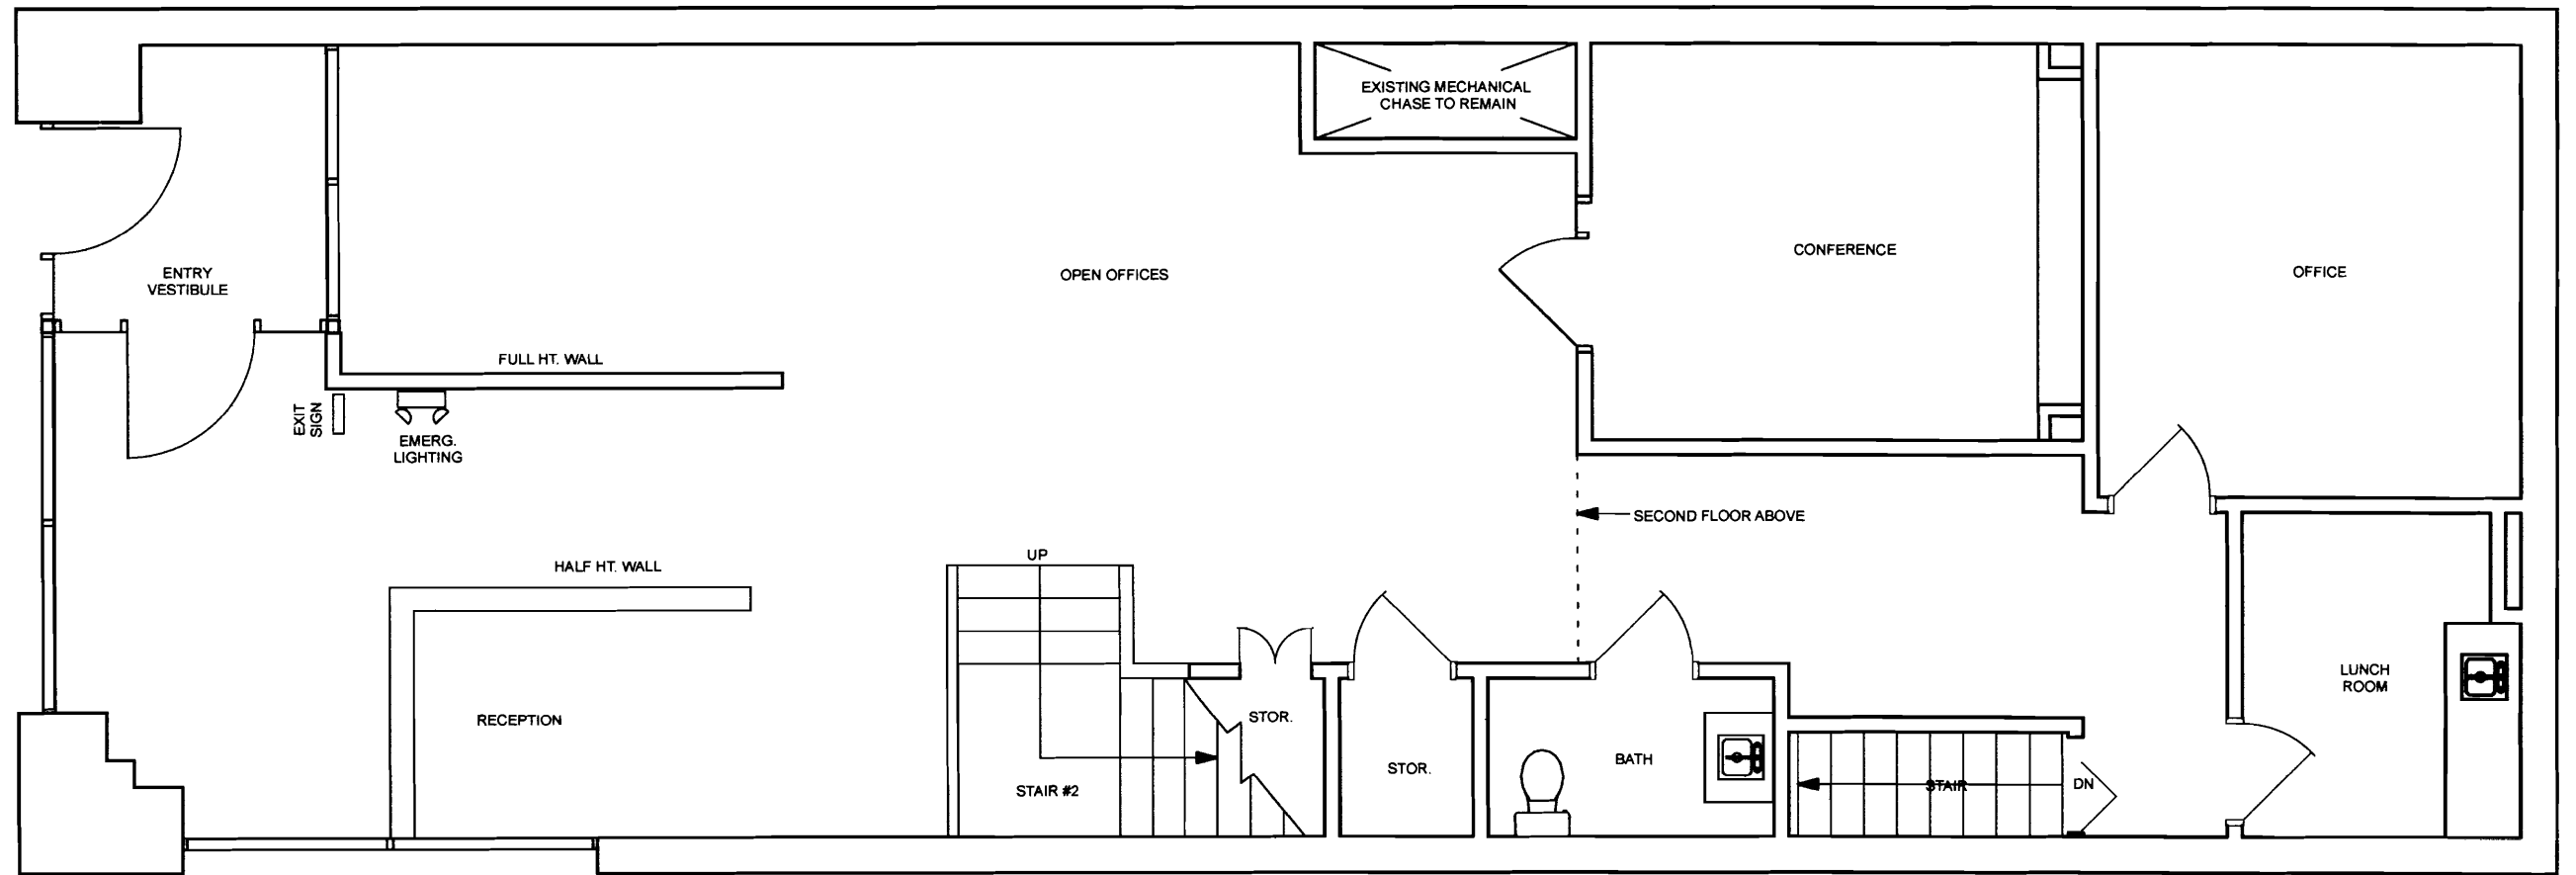 EXISTING MECHANICAL
CHASE TO REMAIN
CONFERENCE
OFFICE
ENTRY
VESTIBULE
OPEN OFFICES
FULL HT. WALL
EXIT
SIGN
EMERG.
LIGHTING
SECOND FLOOR ABOVE
UP
HALF HT. WALL
RECEPTION
STAIR #2
STOR.
STOR.
BATH
STAIR
DN
LUNCH
ROOM